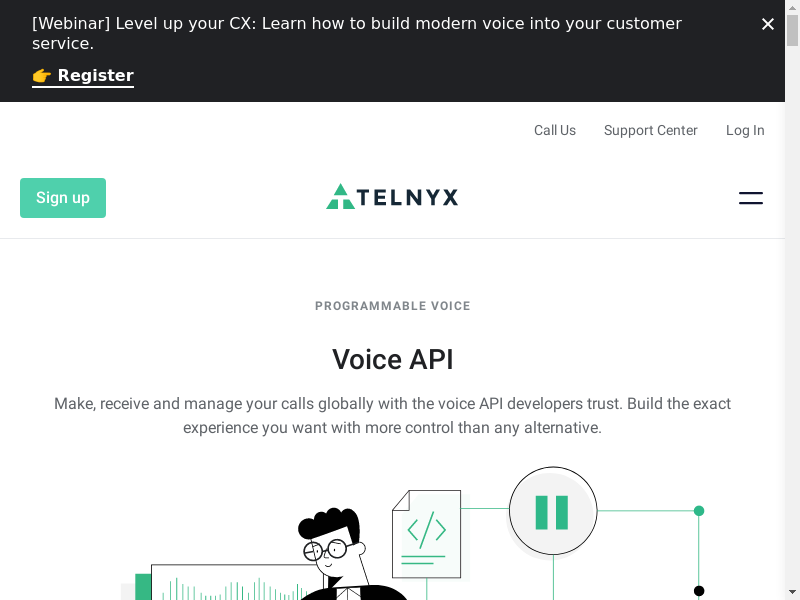 [Webinar] Level up your CX: Learn how to build modern voice into your customer
service.
👉 Register
Call Us Support Center Log In
Sign up
TELNYX
PROGRAMMABLE VOICE
Voice API
Make, receive and manage your calls globally with the voice API developers trust. Build the exact
experience you want with more control than any alternative.